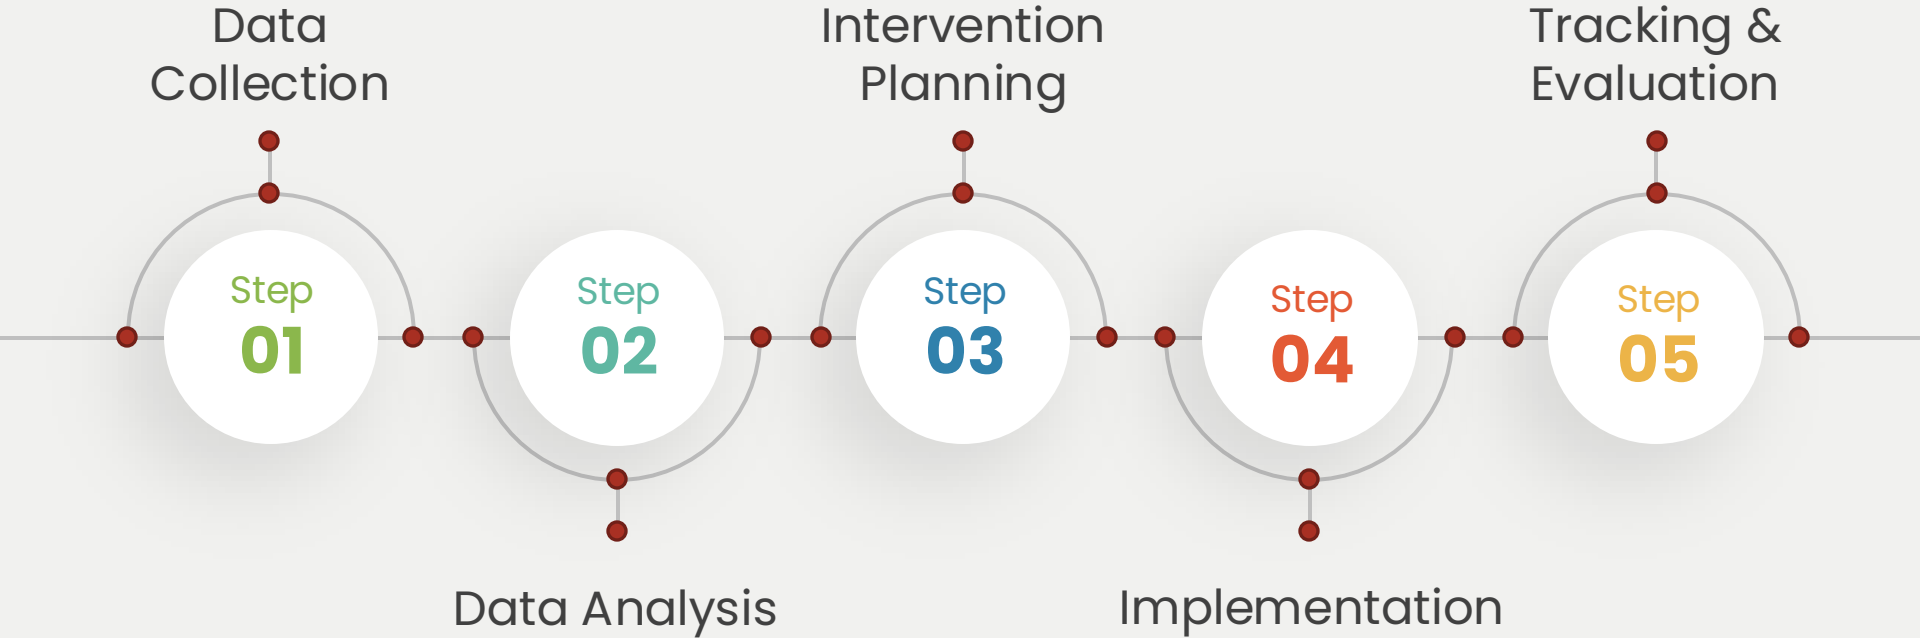 Data
Collection
Intervention
Planning
Tracking &
Evaluation
Step
01
Step
02
Step
03
Step
04
Step
05
Data Analysis
Implementation